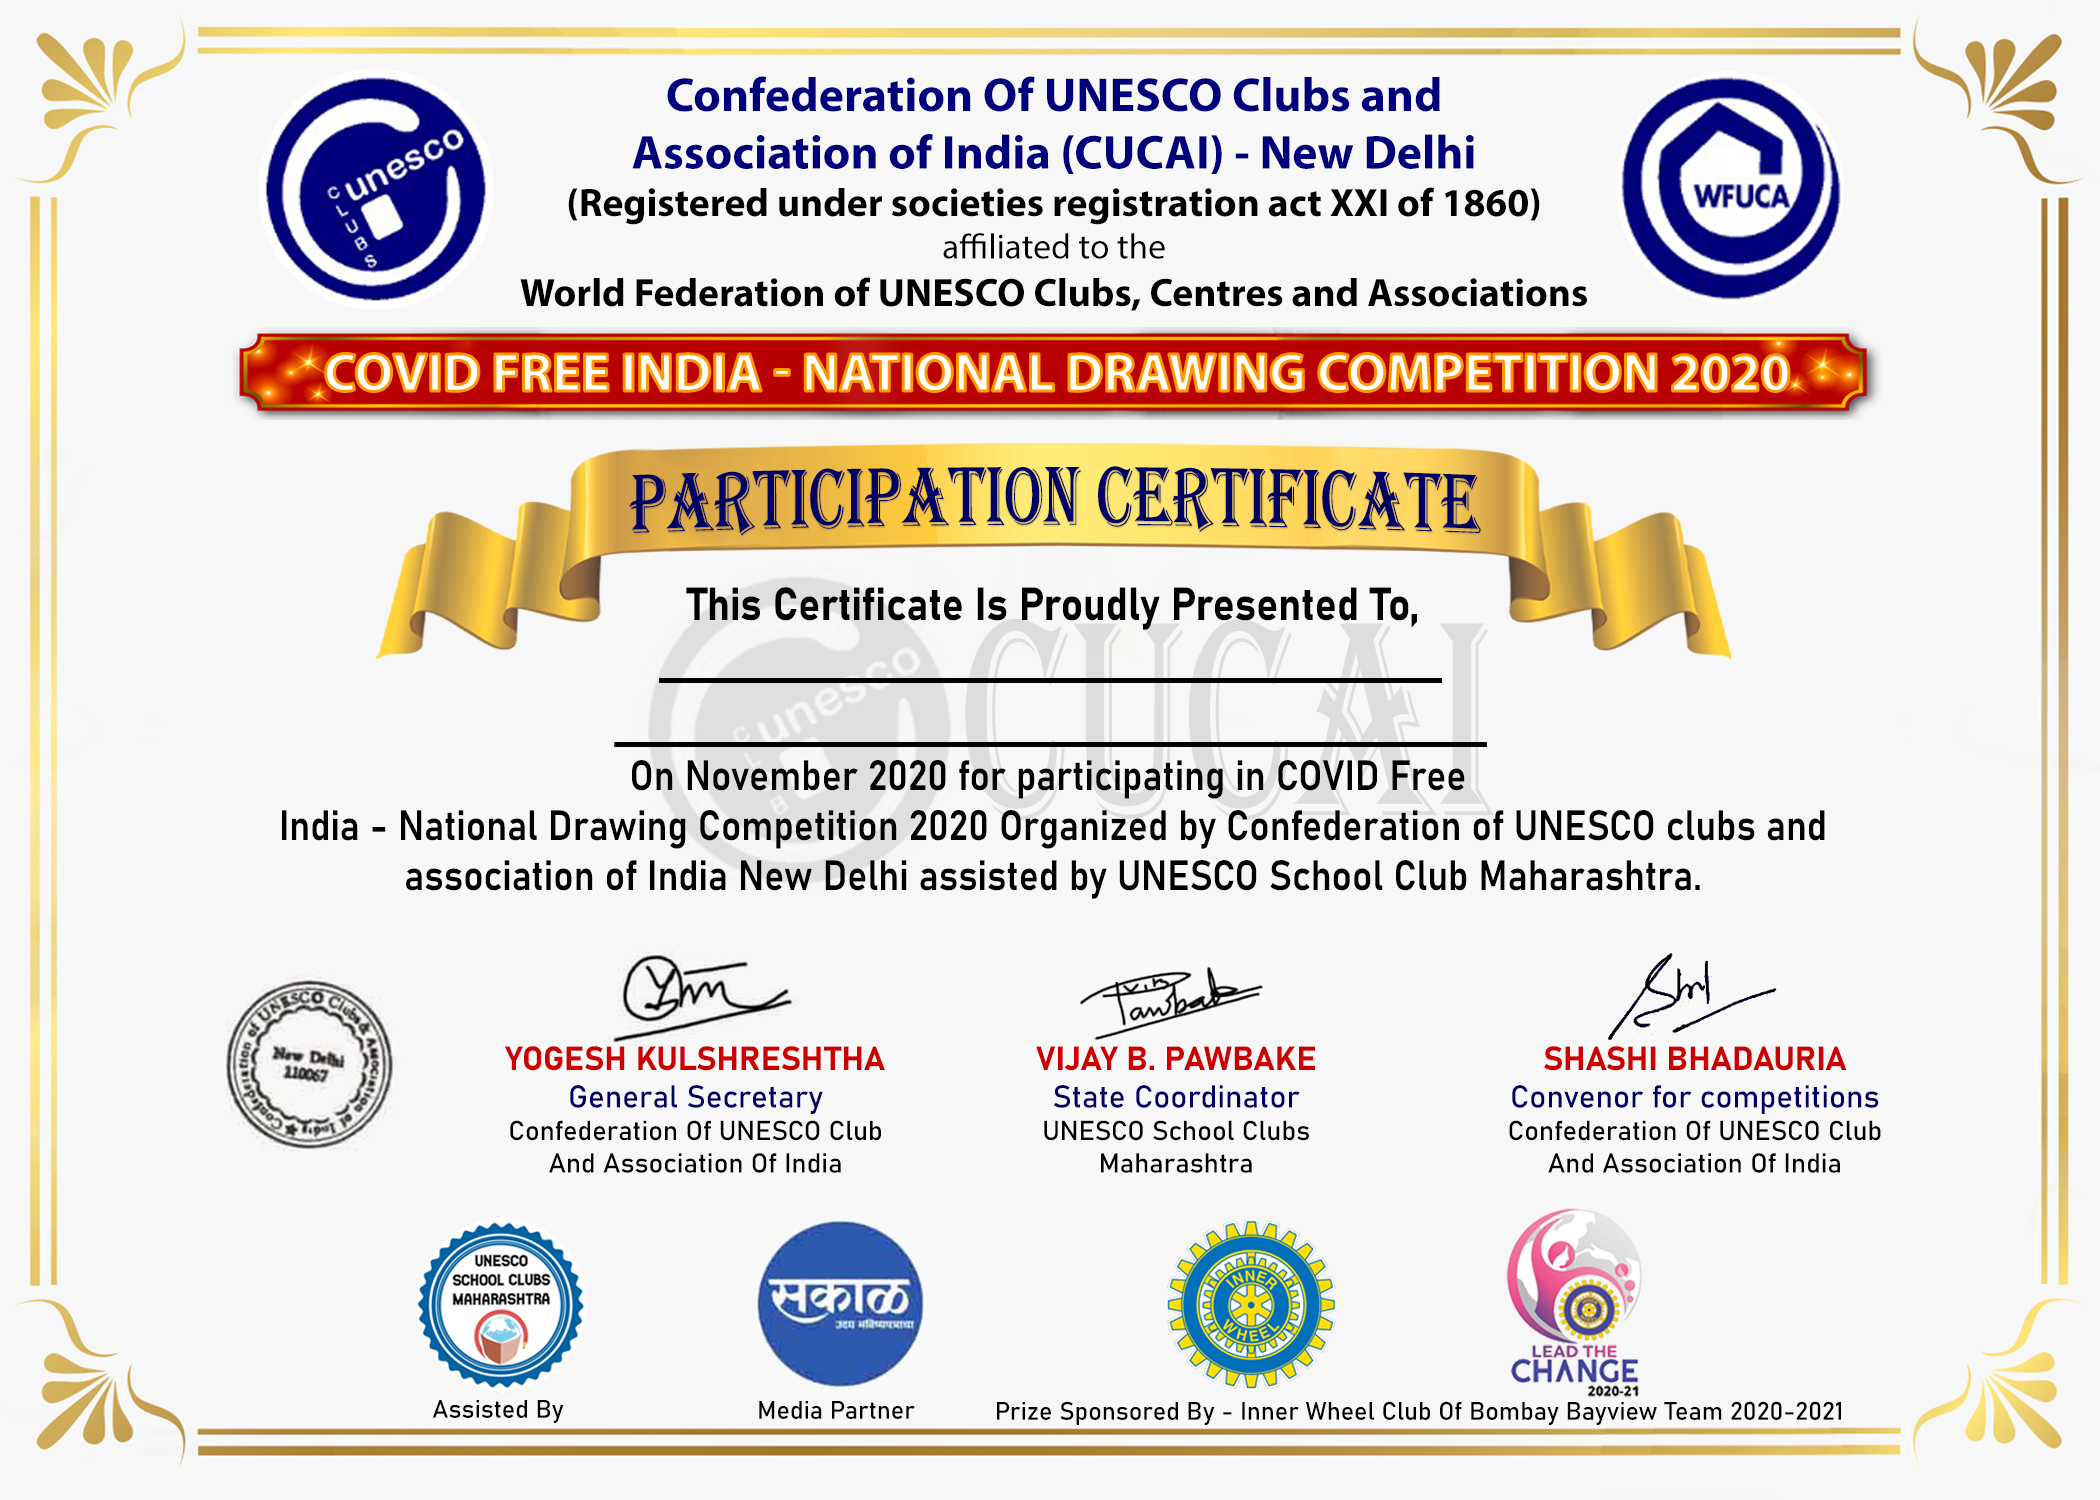 Confederation Of UNESCO Clubs and
Association of India (CUCAI) - New Delhi
(Registered under societies registration act XXI of 1860)
affiliated to the
World Federation of UNESCO Clubs, Centres and Associations
unesco
CLUBS
WFUCA
COVID FREE INDIA - NATIONAL DRAWING COMPETITION 2020
PARTICIPATION CERTIFICATE
This Certificate Is Proudly Presented To,
unesco
CUCAI
On November 2020 for participating in COVID Free
India - National Drawing Competition 2020 Organized by Confederation of UNESCO clubs and
association of India New Delhi assisted by UNESCO School Club Maharashtra.
Confederation of UNESCO Clubs & Association of India
New Delhi
110067
V.B.
Pawbake
YOGESH KULSHRESHTHA
General Secretary
Confederation Of UNESCO Club
And Association Of India
VIJAY B. PAWBAKE
State Coordinator
UNESCO School Clubs
Maharashtra
SHASHI BHADAURIA
Convenor for competitions
Confederation Of UNESCO Club
And Association Of India
UNESCO
SCHOOL CLUBS
MAHARASHTRA
Assisted By
सकाळ
उदया भविष्यपत्राचा
Media Partner
INNER
WHEEL
LEAD THE
CHANGE
2020-21
Prize Sponsored By - Inner Wheel Club Of Bombay Bayview Team 2020-2021